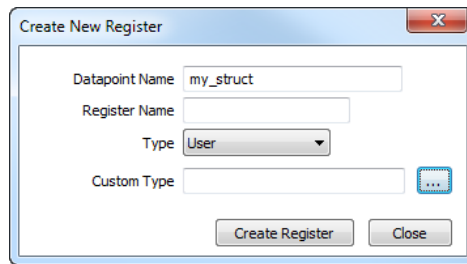 Create New Register
Datapoint Name my_struct
Register Name
Type User
Custom Type ...
Create Register Close